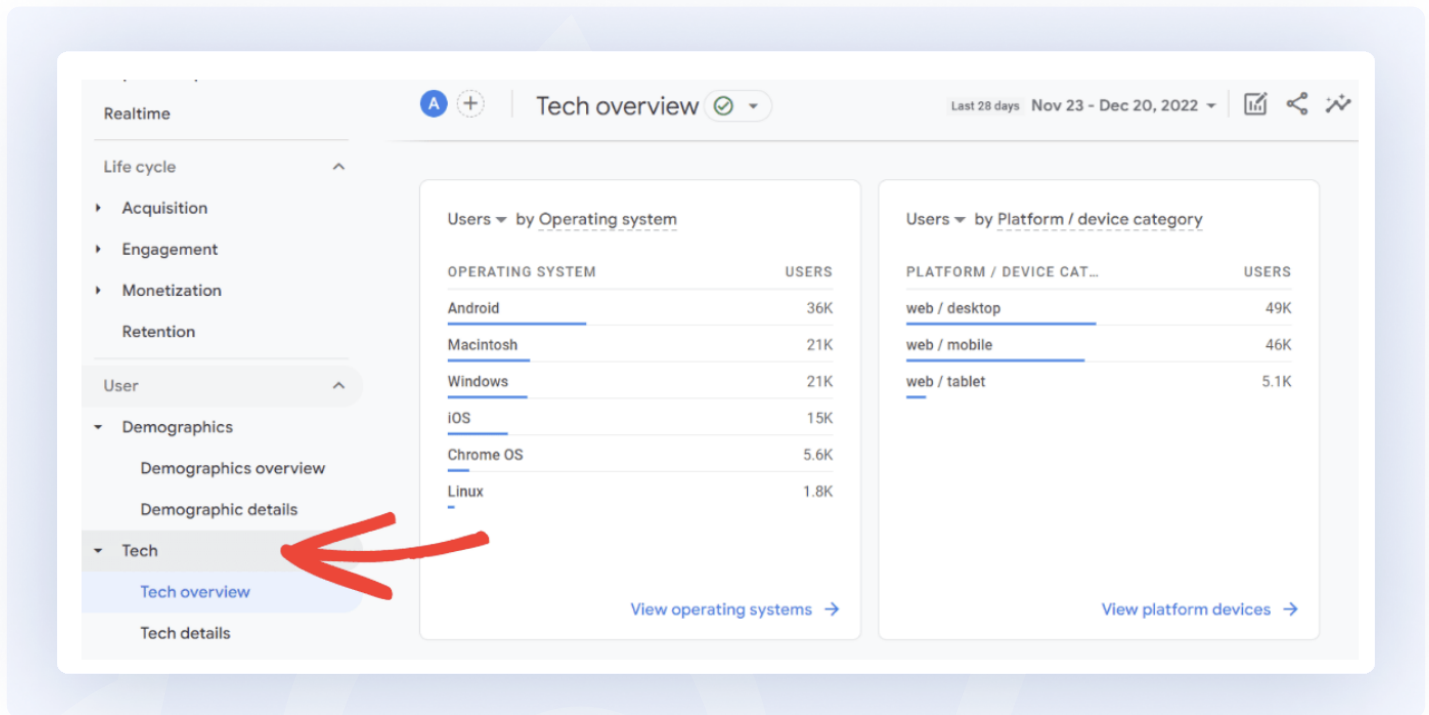 Realtime
Life cycle
Acquisition
Engagement
Monetization
Retention
User
Demographics
Demographics overview
Demographic details
Tech
Tech overview
Tech details
A
Tech overview
Last 28 days Nov 23 - Dec 20, 2022
Users by Operating system
OPERATING SYSTEM USERS
Android 36K
Macintosh 21K
Windows 21K
iOS 15K
Chrome OS 5.6K
Linux 1.8K
View operating systems
Users by Platform / device category
PLATFORM / DEVICE CAT... USERS
web / desktop 49K
web / mobile 46K
web / tablet 5.1K
View platform devices